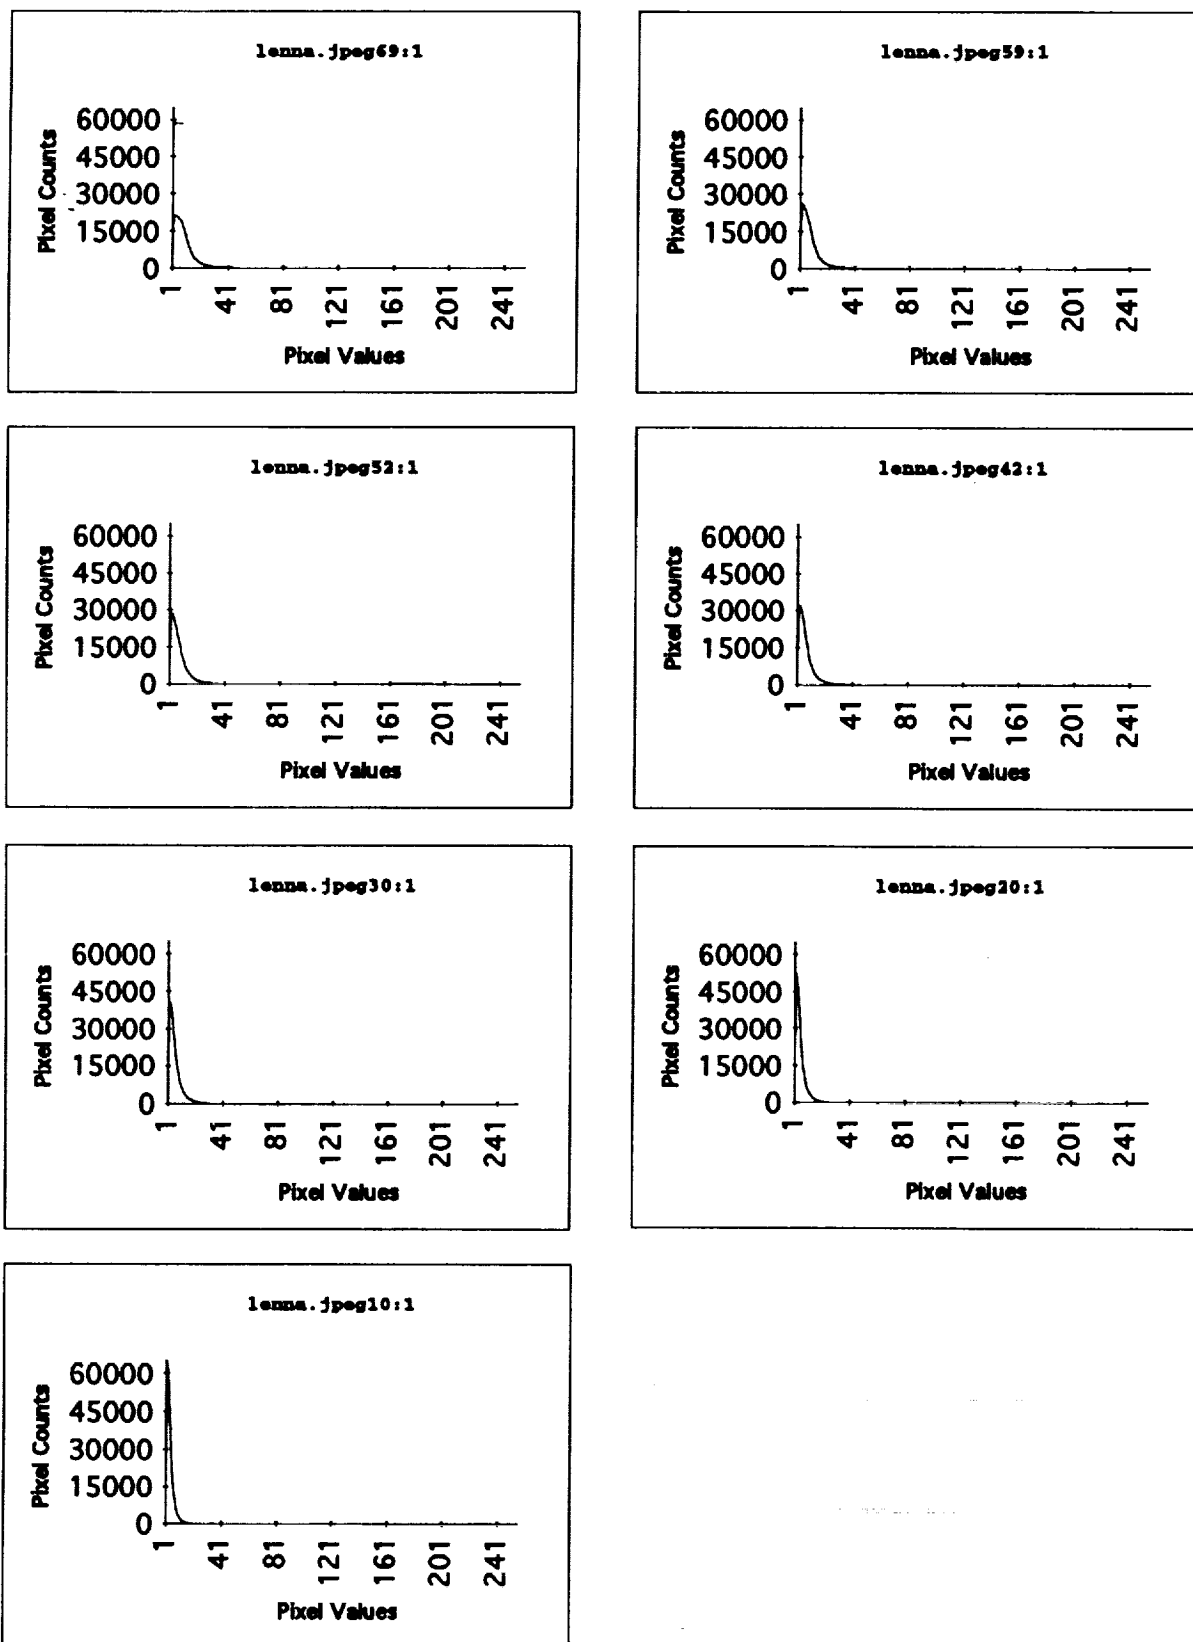 lenna.jpeg69:1
Pixel Counts
60000
45000
30000
15000
0
1 41 81 121 161 201 241
Pixel Values
lenna.jpeg59:1
Pixel Counts
60000
45000
30000
15000
0
1 41 81 121 161 201 241
Pixel Values
lenna.jpeg52:1
Pixel Counts
60000
45000
30000
15000
0
1 41 81 121 161 201 241
Pixel Values
lenna.jpeg42:1
Pixel Counts
60000
45000
30000
15000
0
1 41 81 121 161 201 241
Pixel Values
lenna.jpeg30:1
Pixel Counts
60000
45000
30000
15000
0
1 41 81 121 161 201 241
Pixel Values
lenna.jpeg20:1
Pixel Counts
60000
45000
30000
15000
0
1 41 81 121 161 201 241
Pixel Values
lenna.jpeg10:1
Pixel Counts
60000
45000
30000
15000
0
1 41 81 121 161 201 241
Pixel Values